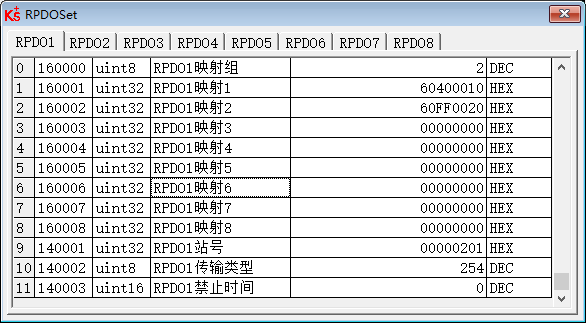 RPDOSet
RPDO1 RPDO2 RPDO3 RPDO4 RPDO5 RPDO6 RPDO7 RPDO8
0 160000 uint8 RPDO1映射组 2 DEC
1 160001 uint32 RPDO1映射1 60400010 HEX
2 160002 uint32 RPDO1映射2 60FF0020 HEX
3 160003 uint32 RPDO1映射3 00000000 HEX
4 160004 uint32 RPDO1映射4 00000000 HEX
5 160005 uint32 RPDO1映射5 00000000 HEX
6 160006 uint32 RPDO1映射6 00000000 HEX
7 160007 uint32 RPDO1映射7 00000000 HEX
8 160008 uint32 RPDO1映射8 00000000 HEX
9 140001 uint32 RPDO1站号 00000201 HEX
10 140002 uint8 RPDO1传输类型 254 DEC
11 140003 uint16 RPDO1禁止时间 0 DEC